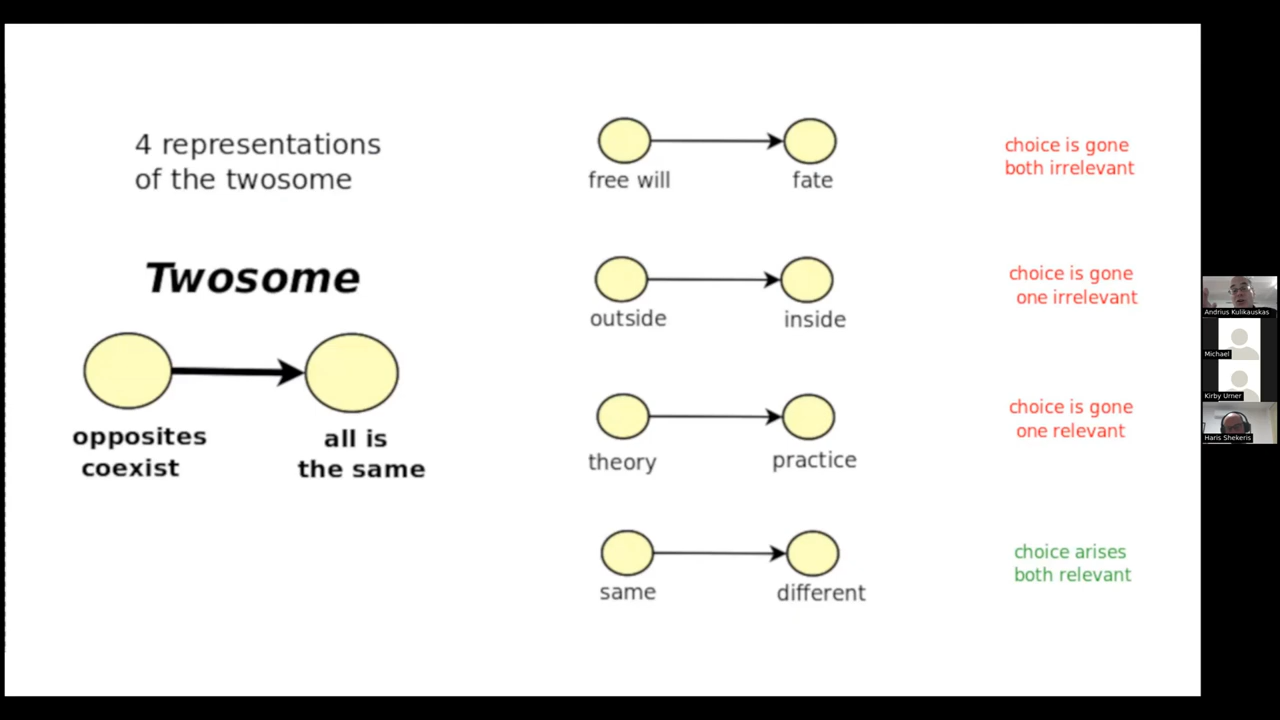 4 representations
of the twosome
Twosome
opposites
coexist
all is
the same
free will
fate
choice is gone
both irrelevant
outside
inside
choice is gone
one irrelevant
theory
practice
choice is gone
one relevant
same
different
choice arises
both relevant
Andrius Kulikauskas
Michael
Kirby Urner
Haris Shekeris